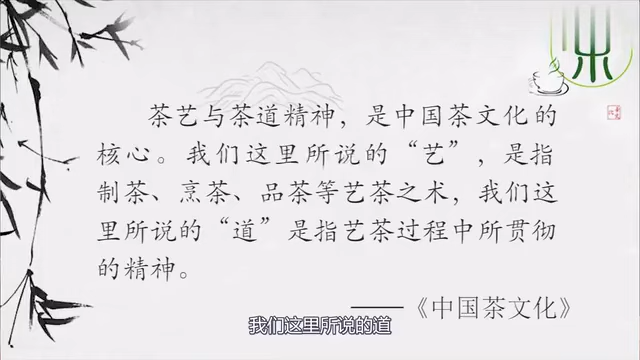 茶艺与茶道精神，是中国茶文化的
核心。我们这里所说的“艺”，是指
制茶、烹茶、品茶等艺茶之术，我们这
里所说的“道”是指艺茶过程中所贯彻
的精神。
——《中国茶文化》
我们这里所说的道